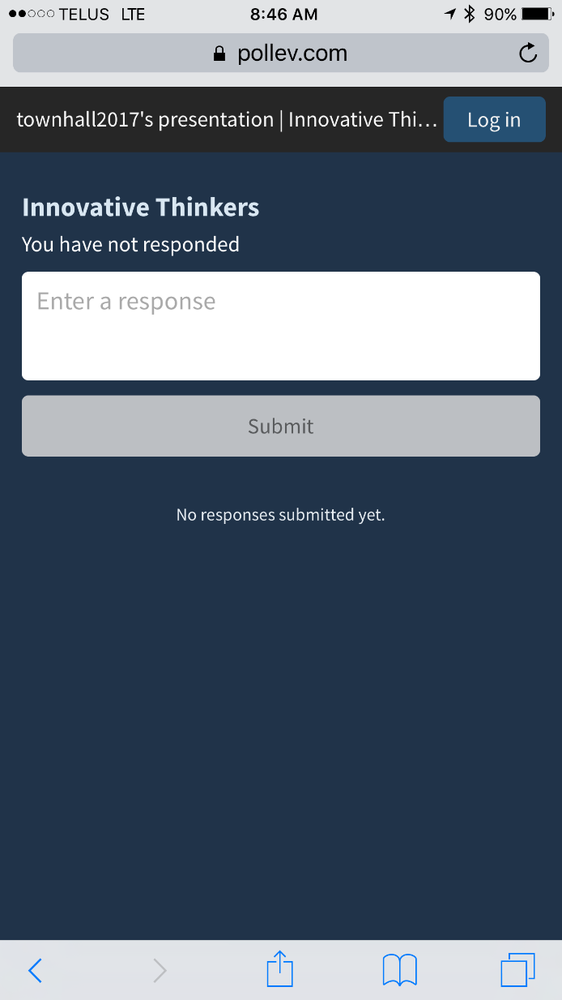 TELUS LTE 8:46 AM 90%
pollev.com
townhall2017's presentation | Innovative Thi... Log in
Innovative Thinkers
You have not responded
Enter a response
Submit
No responses submitted yet.